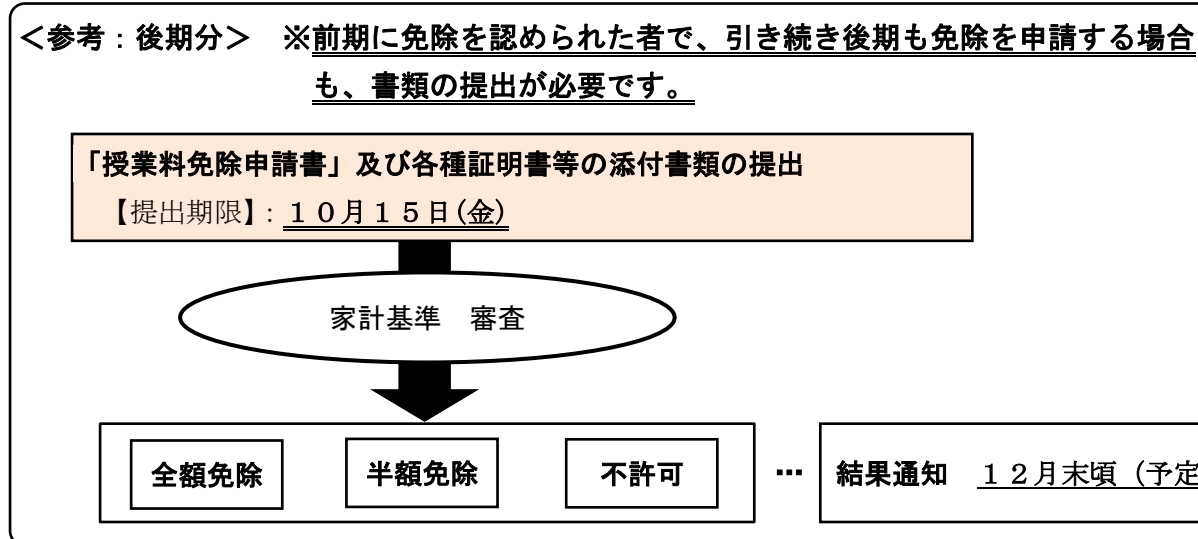 ＜参考：後期分＞　※前期に免除を認められた者で、引き続き後期も免除を申請する場合
も、書類の提出が必要です。
「授業料免除申請書」及び各種証明書等の添付書類の提出
【提出期限】：１０月１５日(金)
家計基準　審査
全額免除　半額免除　不許可　…　結果通知　１２月末頃（予定